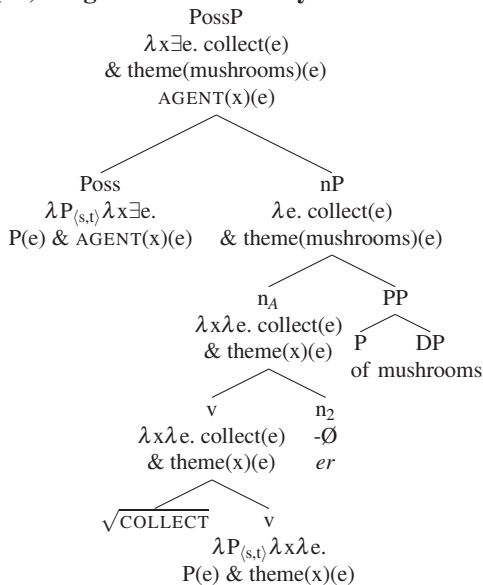 PossP
λx∃e. collect(e)
& theme(mushrooms)(e)
AGENT(x)(e)
Poss nP
λP⟨s,t⟩λx∃e. λe. collect(e)
P(e) & AGENT(x)(e) & theme(mushrooms)(e)
n_A PP
λxλe. collect(e) P DP
& theme(x)(e) of mushrooms
v n₂
λxλe. collect(e) -Ø
& theme(x)(e) er
√COLLECT v
λP⟨s,t⟩λxλe.
P(e) & theme(x)(e)